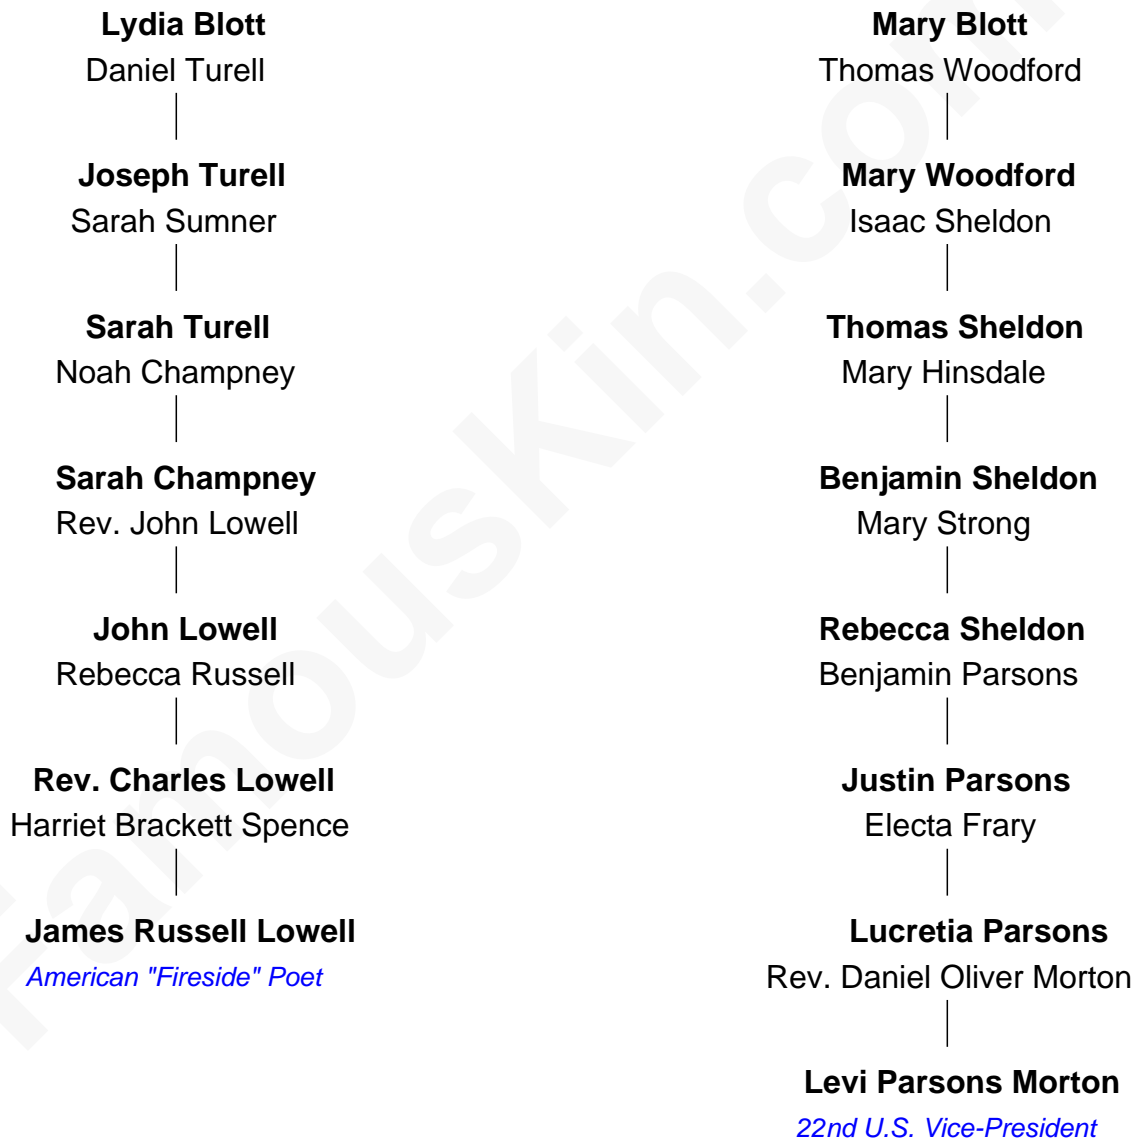 Lydia Blott
Daniel Turell
Joseph Turell
Sarah Sumner
Sarah Turell
Noah Champney
Sarah Champney
Rev. John Lowell
John Lowell
Rebecca Russell
Rev. Charles Lowell
Harriet Brackett Spence
James Russell Lowell
American "Fireside" Poet
Mary Blott
Thomas Woodford
Mary Woodford
Isaac Sheldon
Thomas Sheldon
Mary Hinsdale
Benjamin Sheldon
Mary Strong
Rebecca Sheldon
Benjamin Parsons
Justin Parsons
Electa Frary
Lucretia Parsons
Rev. Daniel Oliver Morton
Levi Parsons Morton
22nd U.S. Vice-President
FamousKin.com